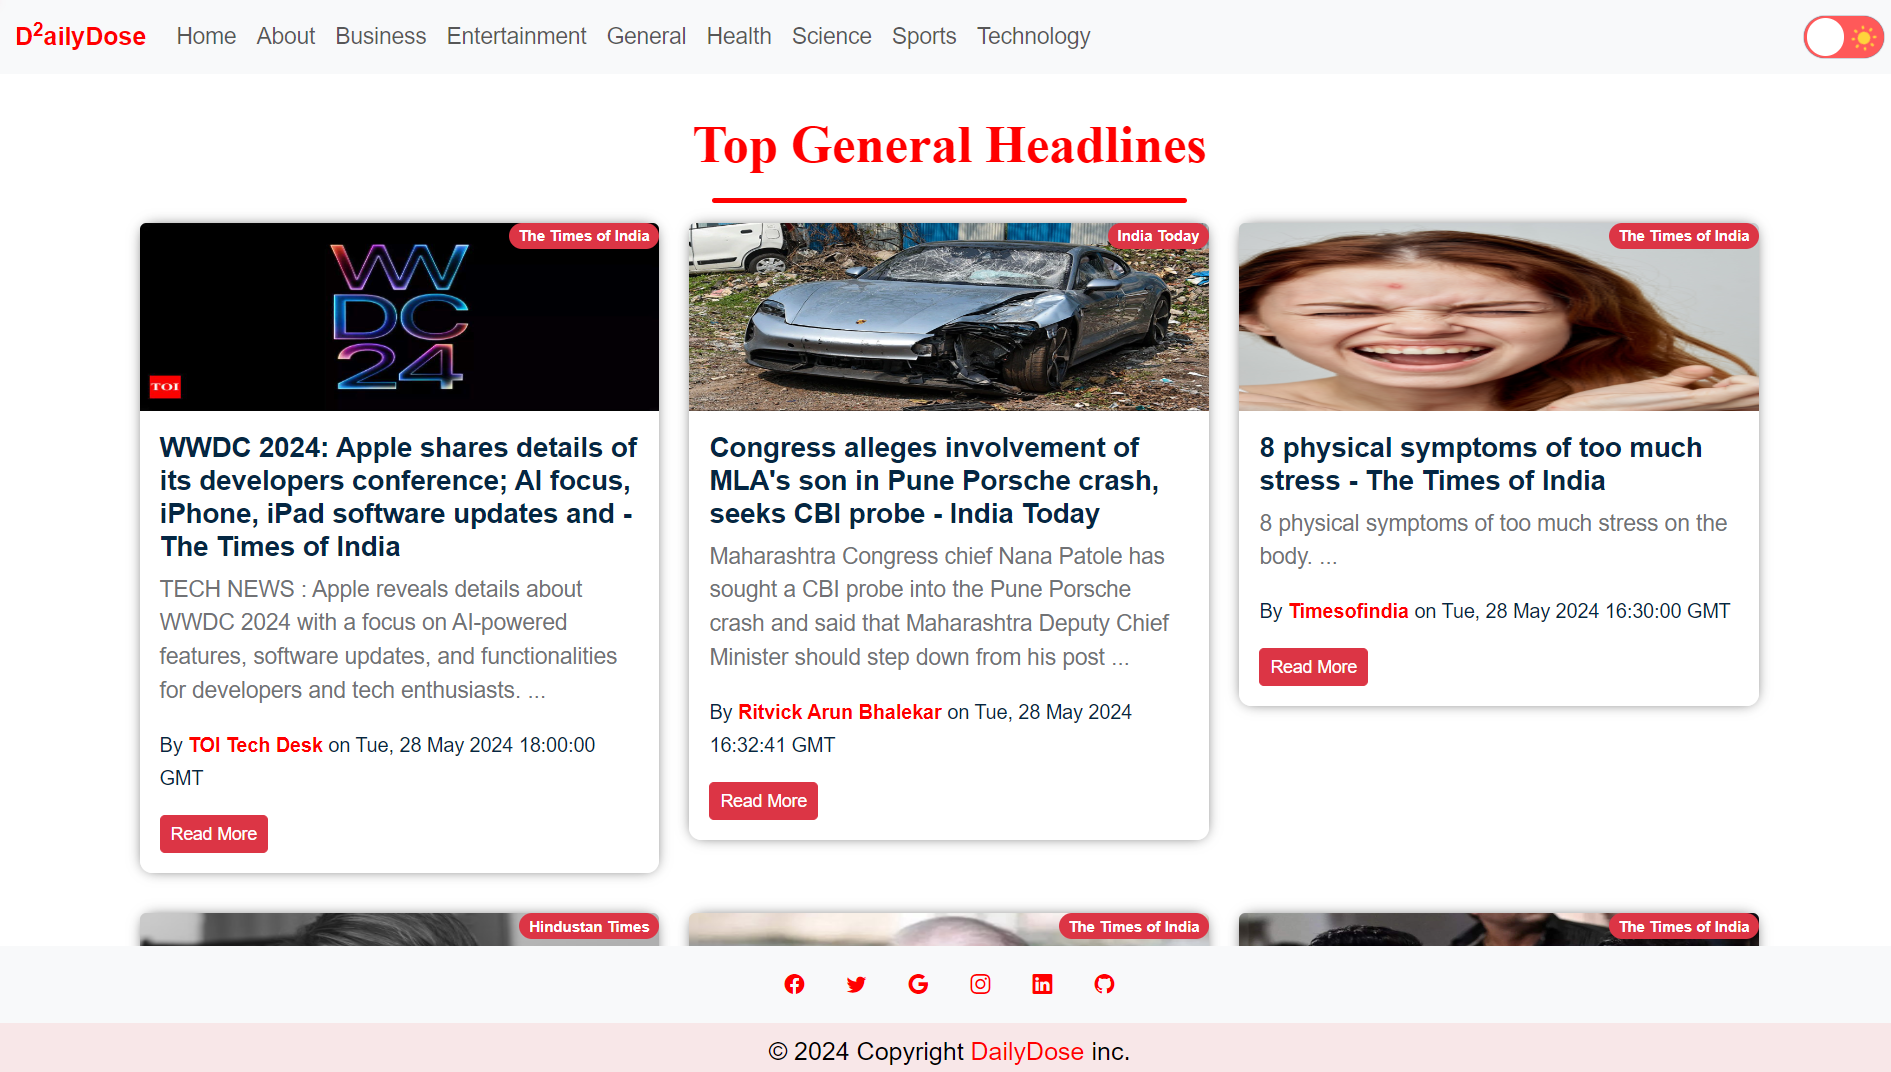 D²ailyDose Home About Business Entertainment General Health Science Sports Technology
Top General Headlines
The Times of India
WW
DC
24
TOI
WWDC 2024: Apple shares details of
its developers conference; AI focus,
iPhone, iPad software updates and -
The Times of India
TECH NEWS : Apple reveals details about
WWDC 2024 with a focus on AI-powered
features, software updates, and functionalities
for developers and tech enthusiasts. ...
By TOI Tech Desk on Tue, 28 May 2024 18:00:00
GMT
Read More
India Today
Congress alleges involvement of
MLA's son in Pune Porsche crash,
seeks CBI probe - India Today
Maharashtra Congress chief Nana Patole has
sought a CBI probe into the Pune Porsche
crash and said that Maharashtra Deputy Chief
Minister should step down from his post ...
By Ritvick Arun Bhalekar on Tue, 28 May 2024
16:32:41 GMT
Read More
The Times of India
8 physical symptoms of too much
stress - The Times of India
8 physical symptoms of too much stress on the
body. ...
By Timesofindia on Tue, 28 May 2024 16:30:00 GMT
Read More
Hindustan Times
The Times of India
The Times of India
© 2024 Copyright DailyDose inc.